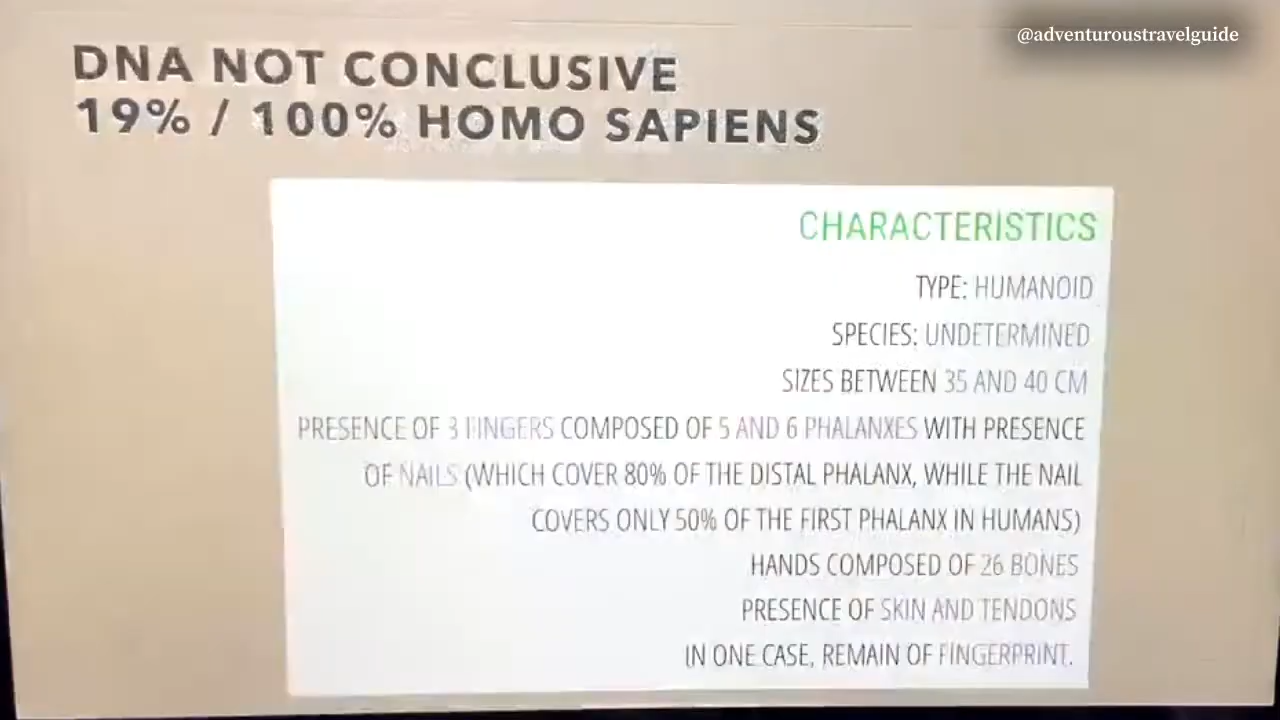 @adventuroustravelguide
DNA NOT CONCLUSIVE
19% / 100% HOMO SAPIENS
CHARACTERISTICS
TYPE: HUMANOID
SPECIES: UNDETERMINED
SIZES BETWEEN 35 AND 40 CM
PRESENCE OF 3 FINGERS COMPOSED OF 5 AND 6 PHALANXES WITH PRESENCE
OF NAILS (WHICH COVER 80% OF THE DISTAL PHALANX, WHILE THE NAIL
COVERS ONLY 50% OF THE FIRST PHALANX IN HUMANS)
HANDS COMPOSED OF 26 BONES
PRESENCE OF SKIN AND TENDONS
IN ONE CASE, REMAIN OF FINGERPRINT.